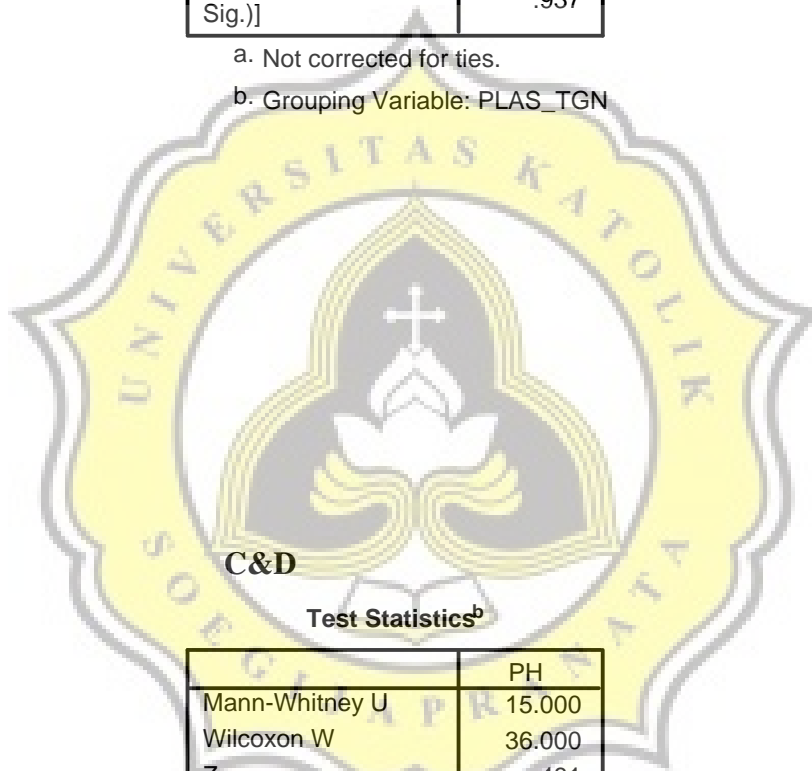 Sig.)]
a. Not corrected for ties.
b. Grouping Variable: PLAS_TGN
UNIVERSITAS KATOLIK
SOEGIJAPRANATA
C&D
Test Statistics b
PH
Mann-Whitney U 15.000
Wilcoxon W 36.000